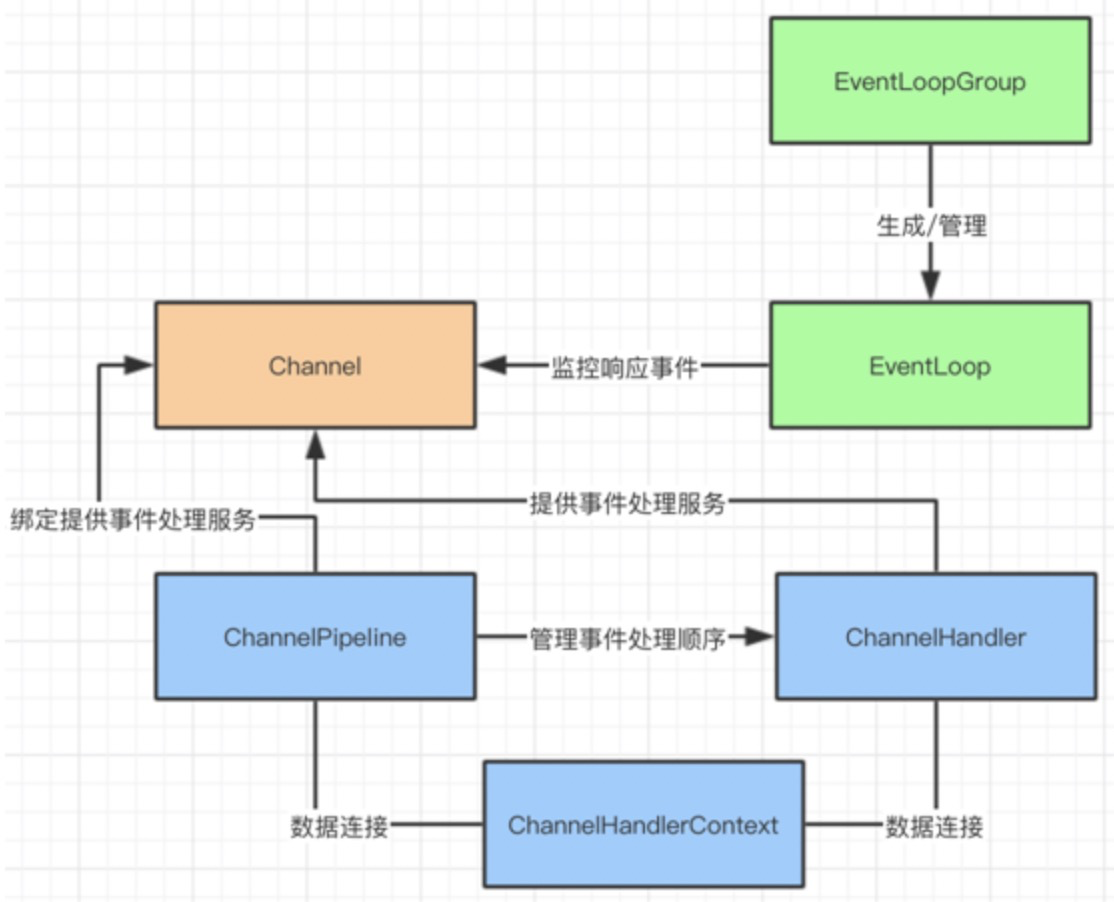 EventLoopGroup
生成/管理
Channel
监控响应事件
EventLoop
提供事件处理服务
绑定提供事件处理服务
ChannelPipeline
管理事件处理顺序
ChannelHandler
数据连接
ChannelHandlerContext
数据连接